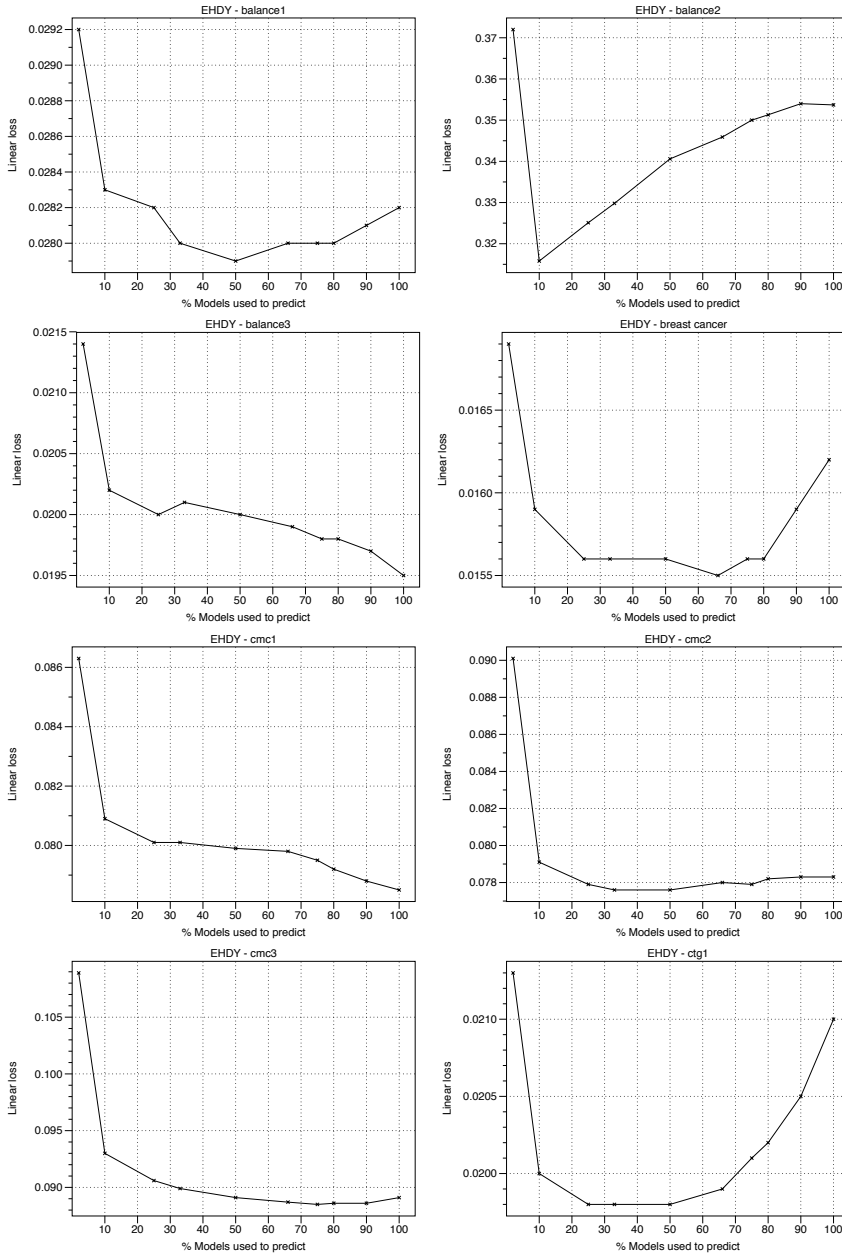 EHDY - balance1
0.0292
0.0290
0.0288
0.0286
0.0284
0.0282
0.0280
Linear loss
10 20 30 40 50 60 70 80 90 100
% Models used to predict
EHDY - balance2
0.37
0.36
0.35
0.34
0.33
0.32
Linear loss
10 20 30 40 50 60 70 80 90 100
% Models used to predict
EHDY - balance3
0.0215
0.0210
0.0205
0.0200
0.0195
Linear loss
10 20 30 40 50 60 70 80 90 100
% Models used to predict
EHDY - breast cancer
0.0165
0.0160
0.0155
Linear loss
10 20 30 40 50 60 70 80 90 100
% Models used to predict
EHDY - cmc1
0.086
0.084
0.082
0.080
Linear loss
10 20 30 40 50 60 70 80 90 100
% Models used to predict
EHDY - cmc2
0.090
0.088
0.086
0.084
0.082
0.080
0.078
Linear loss
10 20 30 40 50 60 70 80 90 100
% Models used to predict
EHDY - cmc3
0.105
0.100
0.095
0.090
Linear loss
10 20 30 40 50 60 70 80 90 100
% Models used to predict
EHDY - ctg1
0.0210
0.0205
0.0200
Linear loss
10 20 30 40 50 60 70 80 90 100
% Models used to predict